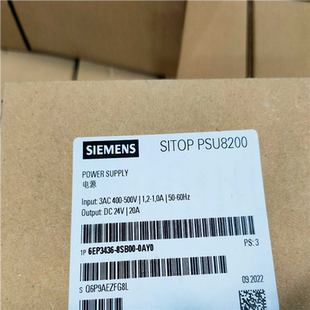 SIEMENS
SITOP PSU8200
POWER SUPPLY
电源
Input: 3AC 400-500V | 1,2-1,0A | 50-60Hz
Output: DC 24V | 20A
1P 6EP3436-8SB00-0AY0
PS: 3
S Q6P9AEZFG8L
09.2022